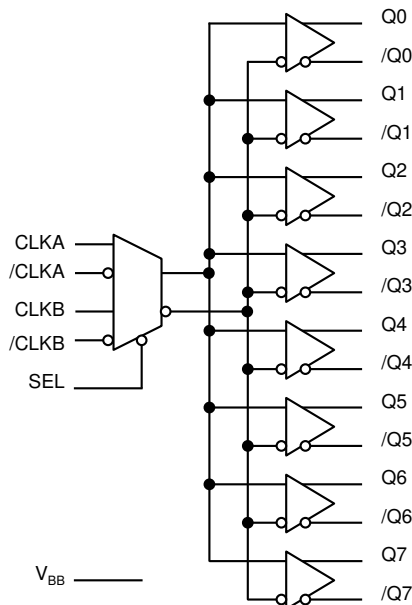 Q0
/Q0
Q1
/Q1
Q2
/Q2
CLKA
/CLKA
CLKB
/CLKB
SEL
Q3
/Q3
Q4
/Q4
Q5
/Q5
Q6
/Q6
Q7
/Q7
VBB